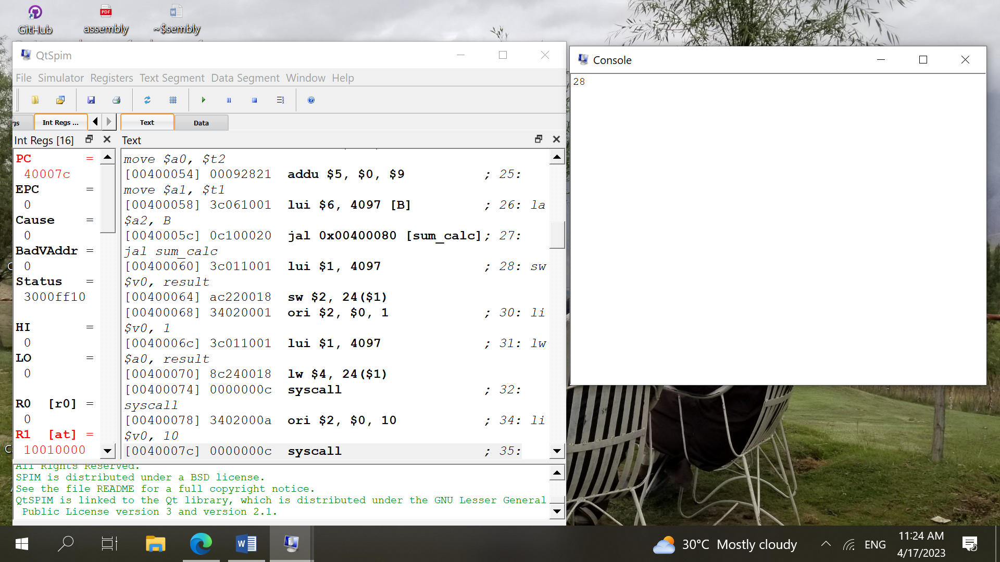 GitHub
assembly
~$sembly
QtSpim
File Simulator Registers Text Segment Data Segment Window Help
gs
Int Regs ...
Text
Data
Int Regs [16]
Text
PC =
40007c
EPC =
0
Cause =
0
BadVAddr =
0
Status =
3000ff10
HI =
0
LO =
0
R0 [r0] =
0
R1 [at] =
10010000
move $a0, $t2
[00400054] 00092821 addu $5, $0, $9 ; 25:
move $a1, $t1
[00400058] 3c061001 lui $6, 4097 [B] ; 26: la
$a2, B
[0040005c] 0c100020 jal 0x00400080 [sum_calc]; 27:
jal sum_calc
[00400060] 3c011001 lui $1, 4097 ; 28: sw
$v0, result
[00400064] ac220018 sw $2, 24($1)
[00400068] 34020001 ori $2, $0, 1 ; 30: li
$v0, 1
[0040006c] 3c011001 lui $1, 4097 ; 31: lw
$a0, result
[00400070] 8c240018 lw $4, 24($1)
[00400074] 0000000c syscall ; 32:
syscall
[00400078] 3402000a ori $2, $0, 10 ; 34: li
$v0, 10
[0040007c] 0000000c syscall ; 35:
All Rights Reserved.
SPIM is distributed under a BSD license.
See the file README for a full copyright notice.
QtSPIM is linked to the Qt library, which is distributed under the GNU Lesser General
Public License version 3 and version 2.1.
Console
28
30°C Mostly cloudy
ENG
11:24 AM
4/17/2023